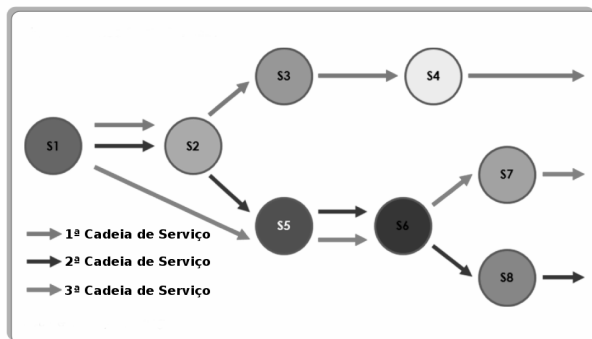 S3
S4
S1
S2
S7
S5
S6
S8
1ª Cadeia de Serviço
2ª Cadeia de Serviço
3ª Cadeia de Serviço